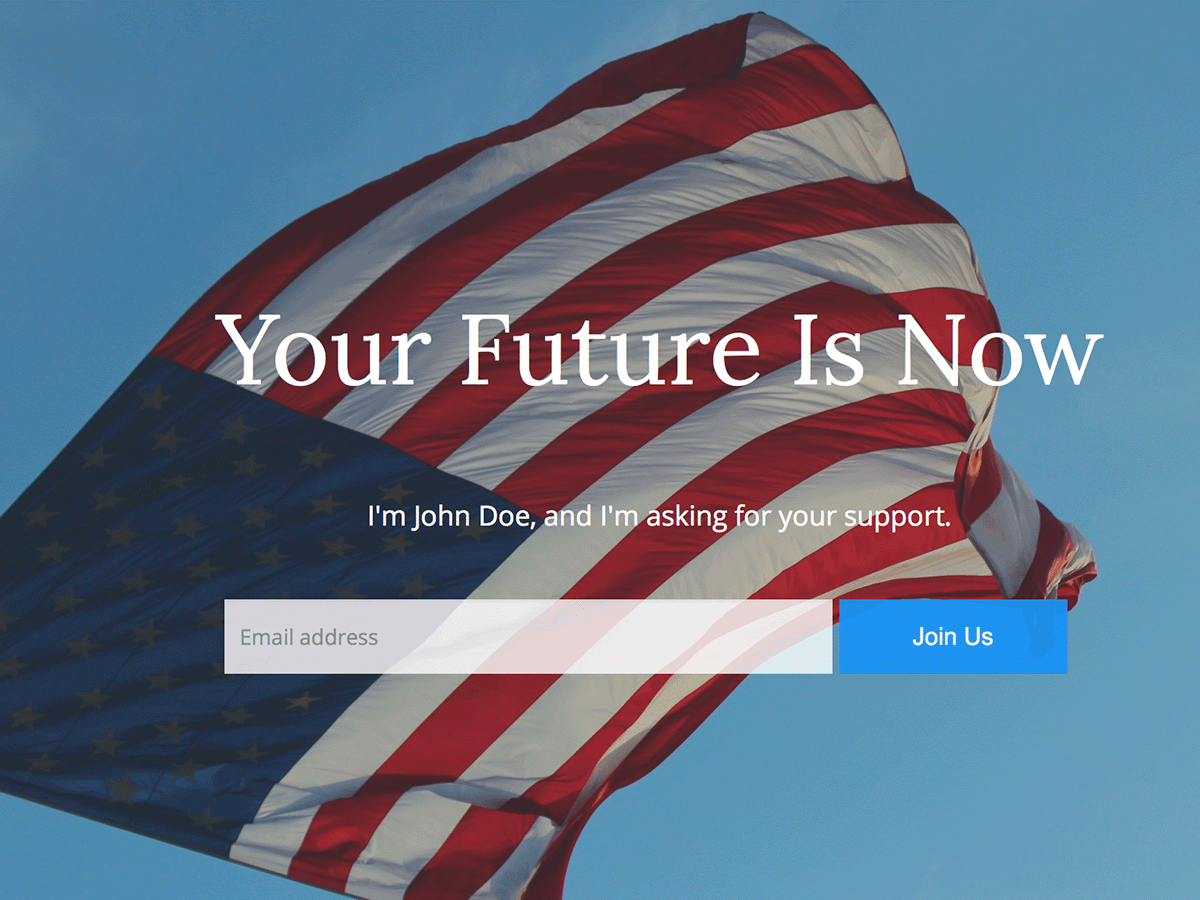 Your Future Is Now
I'm John Doe, and I'm asking for your support.
Email address
Join Us